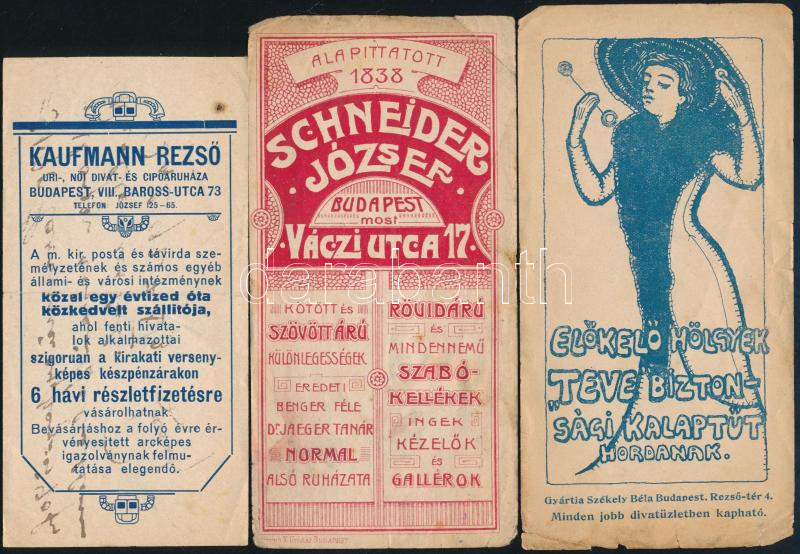 KAUFMANN REZSŐ
URI-, NŐI DIVAT- ÉS CIPŐÁRUHÁZA
BUDAPEST, VIII., BAROSS-UTCA 73
TELEFON JÓZSEF 125-65.
A m. kir. posta és távirda sze-
mélyzetének és számos egyéb
állami- és városi intézménynek
közel egy évtized óta
közkedvelt szállitója,
ahol fenti hivata-
lok alkalmazottai
szigoruan a kirakati verseny-
képes készpénzárakon
6 havi részletfizetésre
vásárolhatnak
Bevásárláshoz a folyó évre ér-
vényesitett arcképes
igazolványnak felmu-
tatása elegendő.
ALAPITTATOTT
1838
SCHNEIDER
JÓZSEF
BUDAPEST
most
VÁCZI UTCA 17.
KÖTÖTT ÉS
SZÖVÖTTÁRÚ
KÜLÖNLEGESSÉGEK
EREDETI
BENGER FÉLE
DR JAEGER TANÁR
NORMAL
ALSÓ RUHÁZATA
RÖVIDÁRÚ
ÉS
MINDENNEMŰ
SZABÓ-
KELLÉKEK
INGEK
KÉZELŐK
ÉS
GALLÉROK
ELŐKELŐ HÖLGYEK
"TEVE" BIZTON-
SÁGI KALAPTŰT
HORDANAK.
Gyártja Székely Béla Budapest, Rezső-tér 4.
Minden jobb divatüzletben kapható.
darabanth